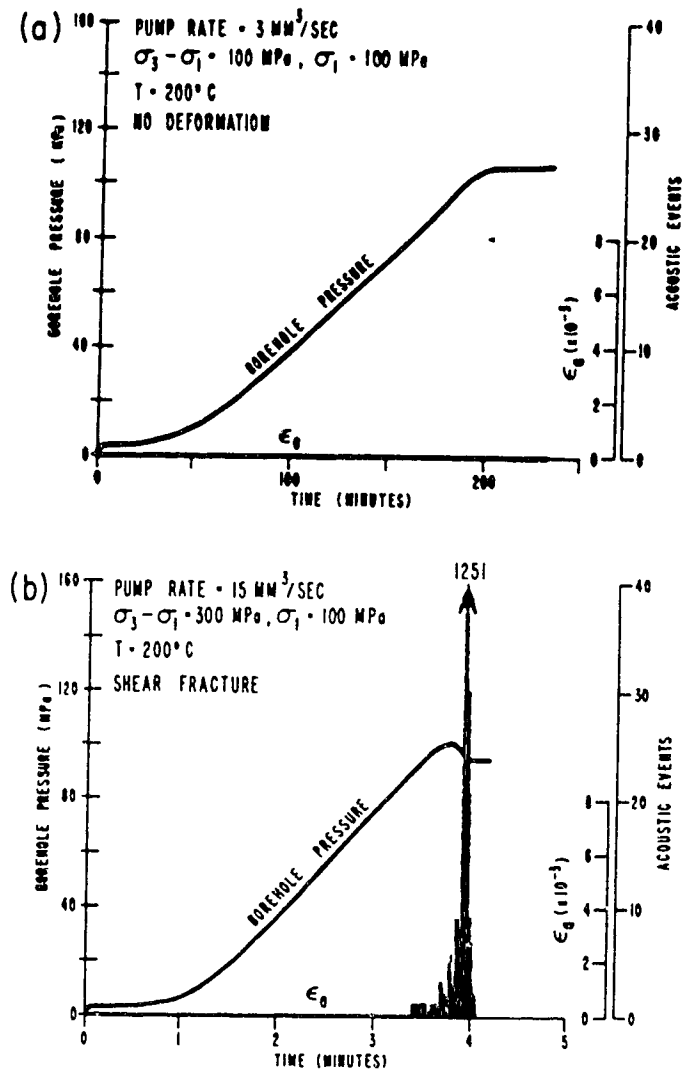 (a)
160
PUMP RATE = 3 MM³/SEC
σ₃ - σ₁ = 100 MPa, σ₁ = 100 MPa
T = 200° C
NO DEFORMATION
120
80
40
0
BOREHOLE PRESSURE (MPa)
BOREHOLE PRESSURE
ϵₐ
0
100
200
TIME (MINUTES)
8
6
4
2
0
ϵₐ (x10⁻³)
40
30
20
10
0
ACOUSTIC EVENTS
(b)
160
PUMP RATE = 15 MM³/SEC
σ₃ - σ₁ = 300 MPa, σ₁ = 100 MPa
T = 200° C
SHEAR FRACTURE
1251
120
80
40
0
BOREHOLE PRESSURE (MPa)
BOREHOLE PRESSURE
ϵₐ
0
1
2
3
4
5
TIME (MINUTES)
8
6
4
2
0
ϵₐ (x10⁻³)
40
30
20
10
0
ACOUSTIC EVENTS